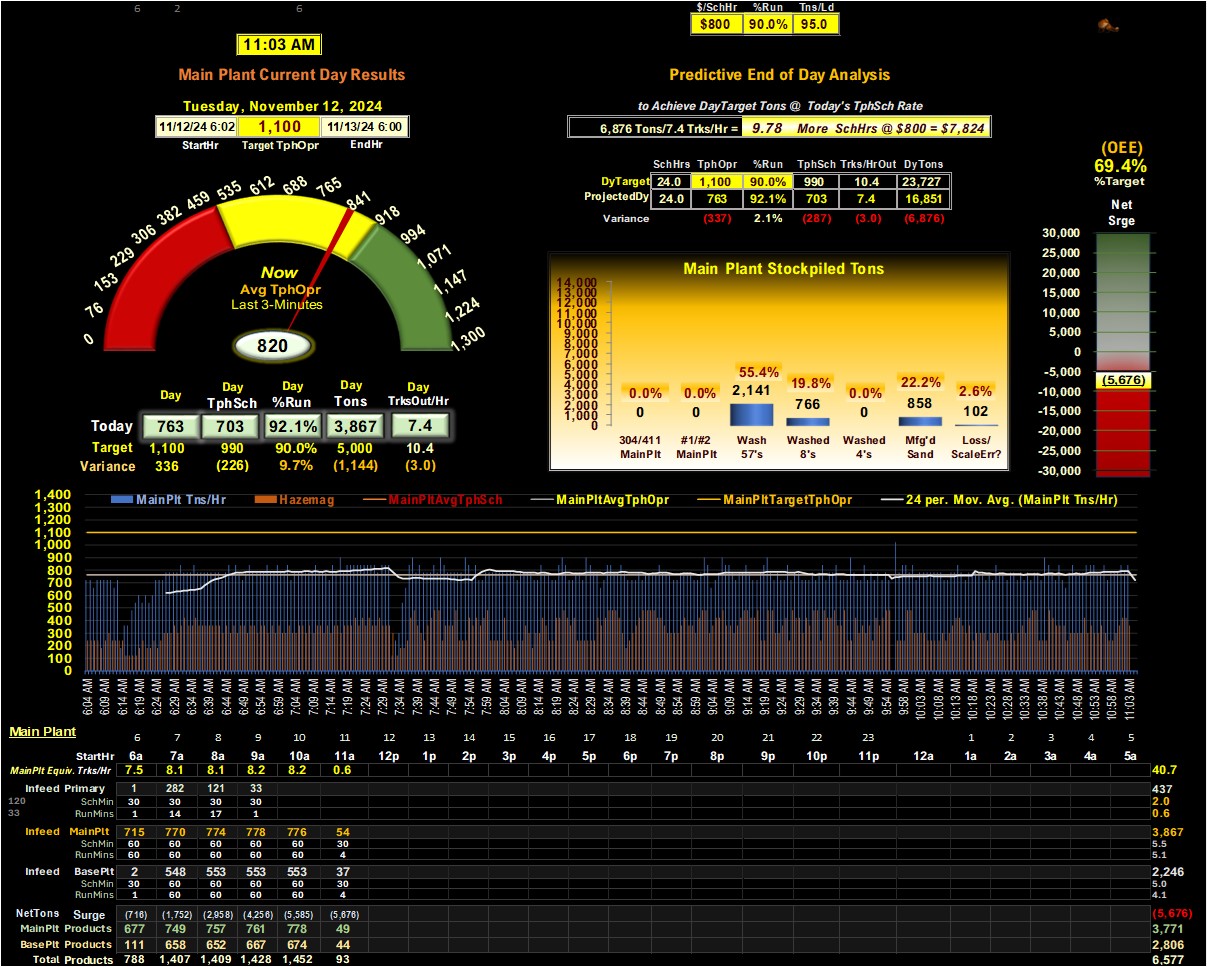 6 2 6
$/SchHr %Run Tns/Ld
$800 90.0% 95.0
11:03 AM
Main Plant Current Day Results
Predictive End of Day Analysis
Tuesday, November 12, 2024
to Achieve DayTarget Tons @ Today's TphSch Rate
11/12/24 6:02 1,100 11/13/24 6:00
StartHr Target TphOpr EndHr
6,876 Tons/7.4 Trks/Hr = 9.78 More SchHrs @ $800 = $7,824
(OEE)
69.4%
%Target
SchHrs TphOpr %Run TphSch Trks/HrOut DyTons
DyTarget 24.0 1,100 90.0% 990 10.4 23,727
ProjectedDy 24.0 763 92.1% 703 7.4 16,851
Variance (337) 2.1% (287) (3.0) (6,876)
0 76 153 229 306 382 459 535 612 688 765 841 918 994 1,071 1,147 1,224 1,300
Now
Avg TphOpr
Last 3-Minutes
820
Net
Srge
30,000
25,000
20,000
15,000
10,000
5,000
0
-5,000
(5,676)
-10,000
-15,000
-20,000
-25,000
-30,000
Main Plant Stockpiled Tons
14,000
13,000
12,000
11,000
10,000
9,000
8,000
7,000
6,000
5,000
4,000
3,000
2,000
1,000
0
0.0% 0.0% 55.4% 19.8% 0.0% 22.2% 2.6%
0 0 2,141 766 0 858 102
304/411 #1/#2 Wash Washed Washed Mfg'd Loss/
MainPlt MainPlt 57's 8's 4's Sand ScaleErr?
Day Day Day Day Day
TphSch %Run Tons TrksOut/Hr
Today 763 703 92.1% 3,867 7.4
Target 1,100 990 90.0% 5,000 10.4
Variance 336 (226) 9.7% (1,144) (3.0)
MainPlt Tns/Hr Hazemag MainPltAvgTphSch MainPltAvgTphOpr MainPltTargetTphOpr 24 per. Mov. Avg. (MainPlt Tns/Hr)
1,400
1,300
1,200
1,100
1,000
900
800
700
600
500
400
300
200
100
0
6:04 AM 6:09 AM 6:14 AM 6:19 AM 6:24 AM 6:29 AM 6:34 AM 6:39 AM 6:44 AM 6:49 AM 6:54 AM 6:59 AM 7:04 AM 7:09 AM 7:14 AM 7:19 AM 7:24 AM 7:29 AM 7:34 AM 7:39 AM 7:44 AM 7:49 AM 7:54 AM 7:59 AM 8:04 AM 8:09 AM 8:14 AM 8:19 AM 8:24 AM 8:29 AM 8:34 AM 8:39 AM 8:44 AM 8:49 AM 8:54 AM 8:59 AM 9:04 AM 9:09 AM 9:14 AM 9:19 AM 9:24 AM 9:29 AM 9:34 AM 9:39 AM 9:44 AM 9:49 AM 9:54 AM 9:58 AM 10:03 AM 10:08 AM 10:13 AM 10:18 AM 10:23 AM 10:28 AM 10:33 AM 10:38 AM 10:43 AM 10:48 AM 10:53 AM 10:58 AM 11:03 AM
Main Plant
6 7 8 9 10 11 12 13 14 15 16 17 18 19 20 21 22 23 1 2 3 4 5
StartHr 6a 7a 8a 9a 10a 11a 12p 1p 2p 3p 4p 5p 6p 7p 8p 9p 10p 11p 12a 1a 2a 3a 4a 5a
MainPlt Equiv. Trks/Hr 7.5 8.1 8.1 8.2 8.2 0.6 40.7
Infeed Primary 1 282 121 33 437
120 SchMin 30 30 30 30 2.0
33 RunMins 1 14 17 1 0.6
Infeed MainPlt 715 770 774 778 776 54 3,867
SchMin 60 60 60 60 60 30 5.5
RunMins 60 60 60 60 60 4 5.1
Infeed BasePlt 2 548 553 553 553 37 2,246
SchMin 30 60 60 60 60 30 5.0
RunMins 1 60 60 60 60 4 4.1
NetTons Surge (716) (1,752) (2,958) (4,256) (5,585) (5,676) (5,676)
MainPlt Products 677 749 757 761 778 49 3,771
BasePlt Products 111 658 652 667 674 44 2,806
Total Products 788 1,407 1,409 1,428 1,452 93 6,577